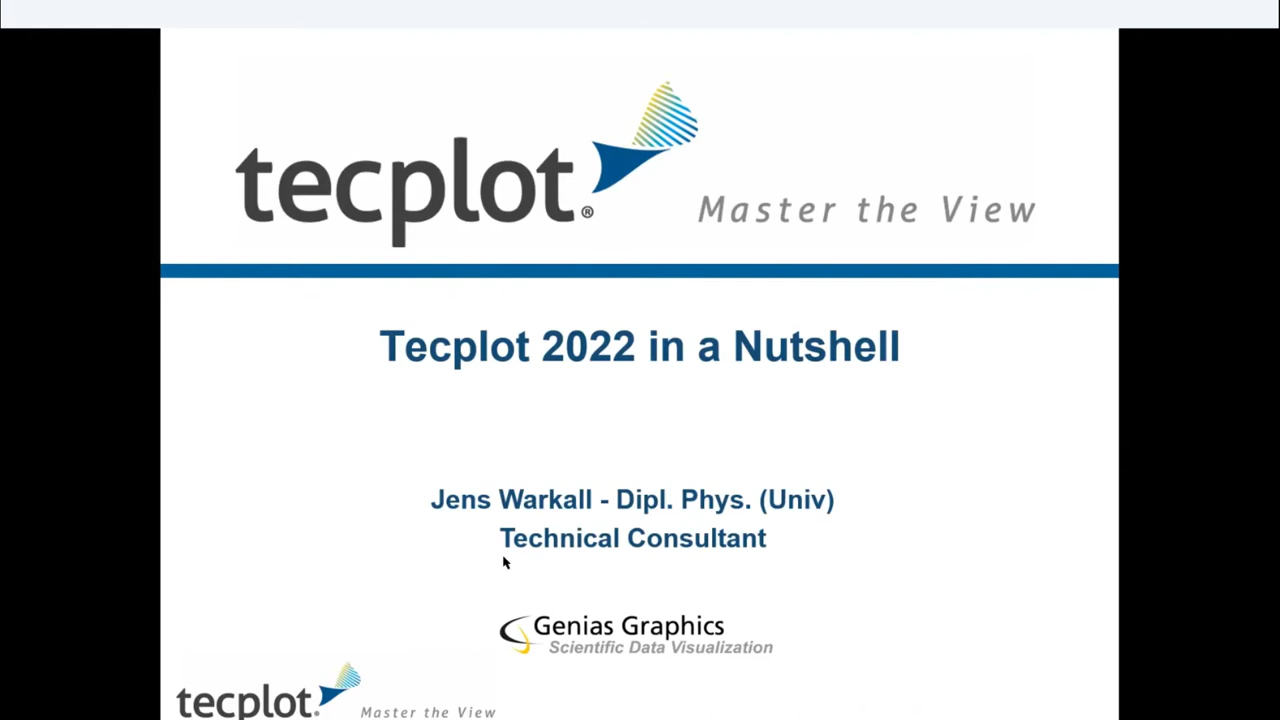 tecplot®
Master the View
Tecplot 2022 in a Nutshell
Jens Warkall - Dipl. Phys. (Univ)
Technical Consultant
Genias Graphics
Scientific Data Visualization
tecplot®
Master the View